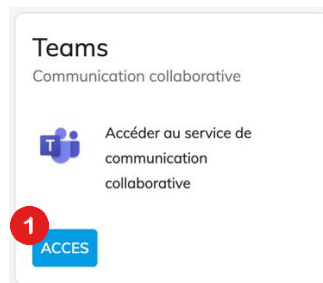 Teams
Communication collaborative
T
Accéder au service de
communication
collaborative
1
ACCES